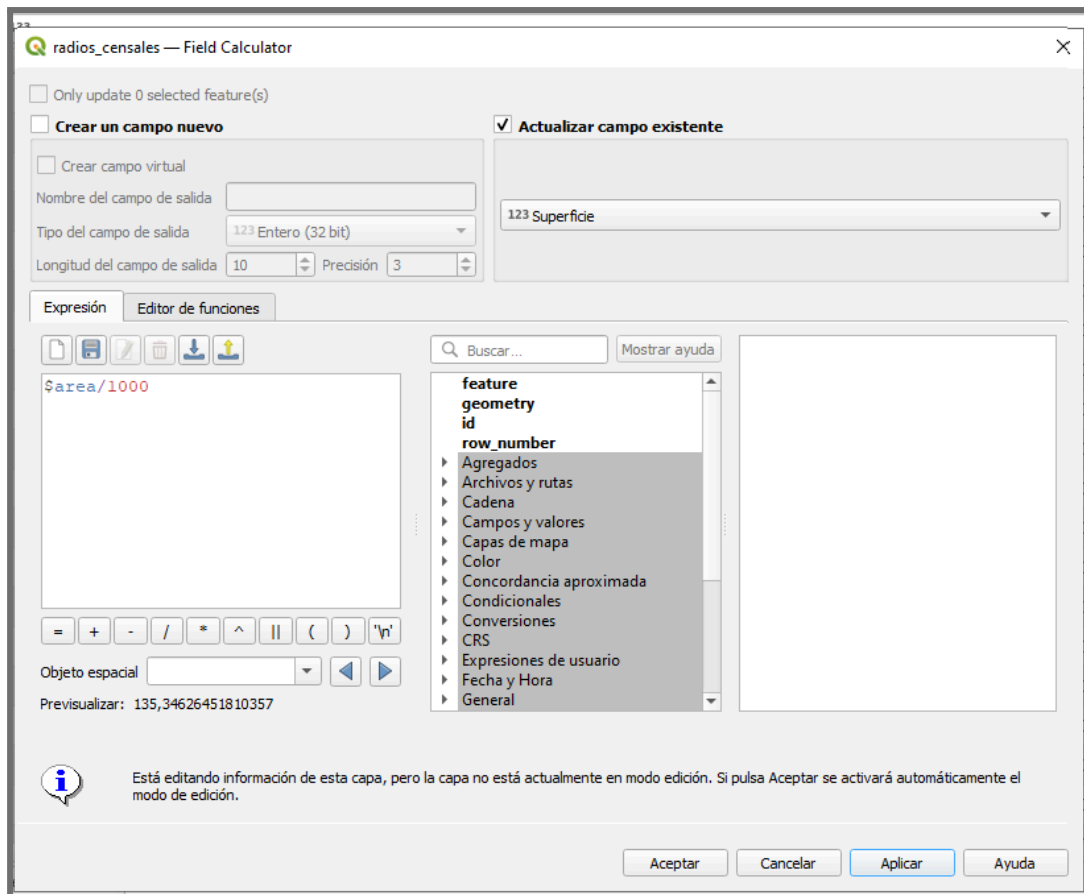 radios_censales — Field Calculator
Only update 0 selected feature(s)
Crear un campo nuevo
Actualizar campo existente
Crear campo virtual
Nombre del campo de salida
123 Superficie
Tipo del campo de salida 123 Entero (32 bit)
Longitud del campo de salida 10 Precisión 3
Expresión Editor de funciones
Buscar... Mostrar ayuda
$area/1000
feature
geometry
id
row_number
Agregados
Archivos y rutas
Cadena
Campos y valores
Capas de mapa
Color
Concordancia aproximada
Condicionales
Conversiones
CRS
Expresiones de usuario
Fecha y Hora
General
= + - / * ^ || ( ) '\n'
Objeto espacial
Previsualizar: 135,34626451810357
Está editando información de esta capa, pero la capa no está actualmente en modo edición. Si pulsa Aceptar se activará automáticamente el
modo de edición.
Aceptar Cancelar Aplicar Ayuda